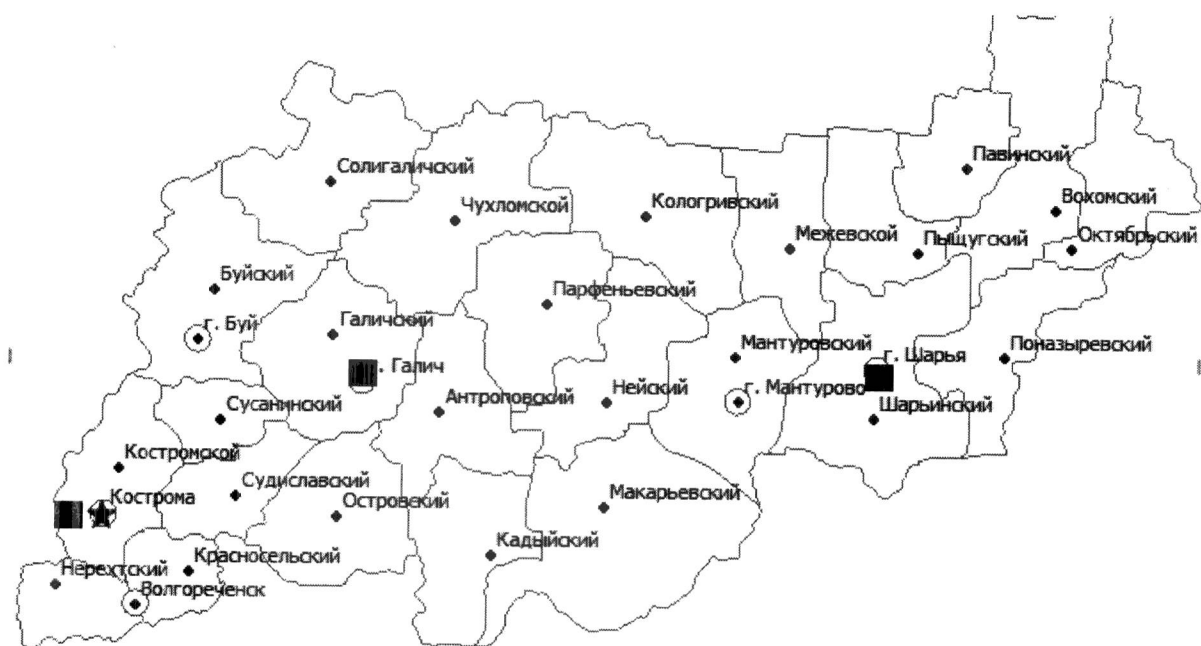 Павинский
Солигаличский
Вохомский
Чухломской
Кологривский
Межевской
Пыщугский
Октябрьский
Буйский
Парфеньевский
г. Буй
Галичский
Мантуровский
г. Шарья
Поназыревский
. Галич
г. Мантурово
Нейский
Антроповский
Сусанинский
Шарьинский
Костромской
Судиславский
Кострома
Островский
Макарьевский
Кадыйский
Красносельский
Нерехтский
Волгореченск